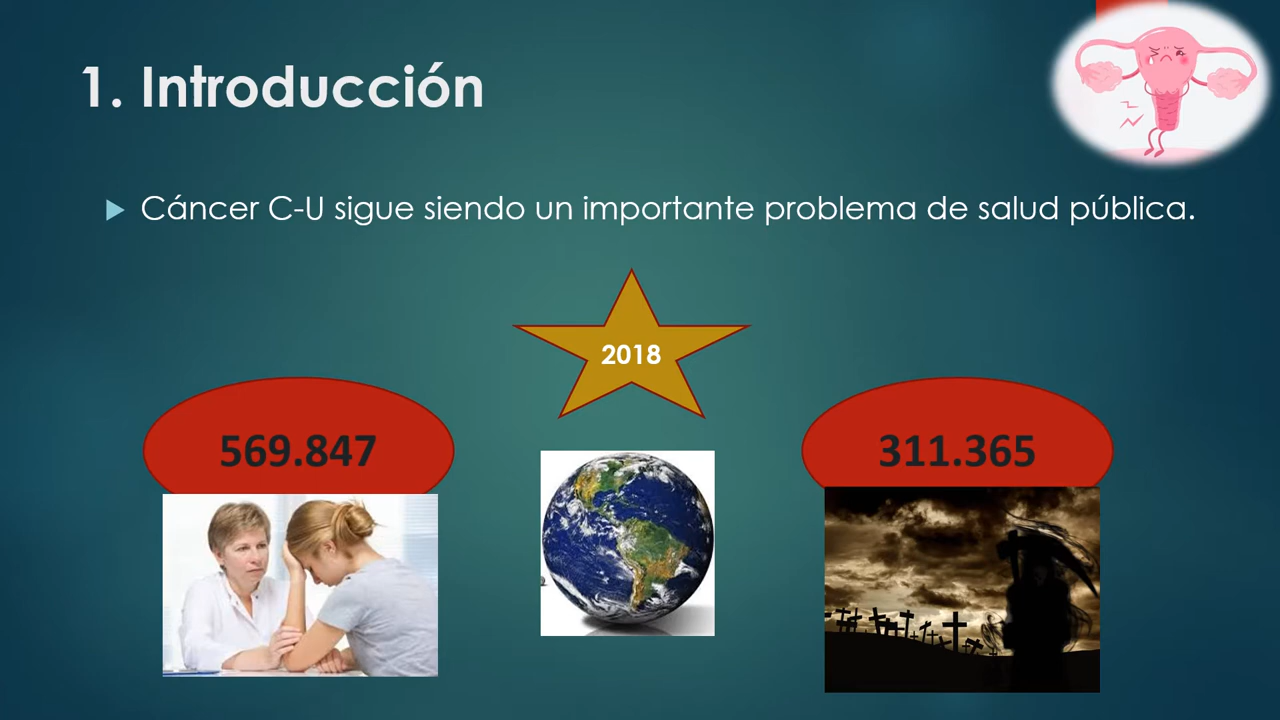 1. Introducción
Cáncer C-U sigue siendo un importante problema de salud pública.
2018
569.847
311.365